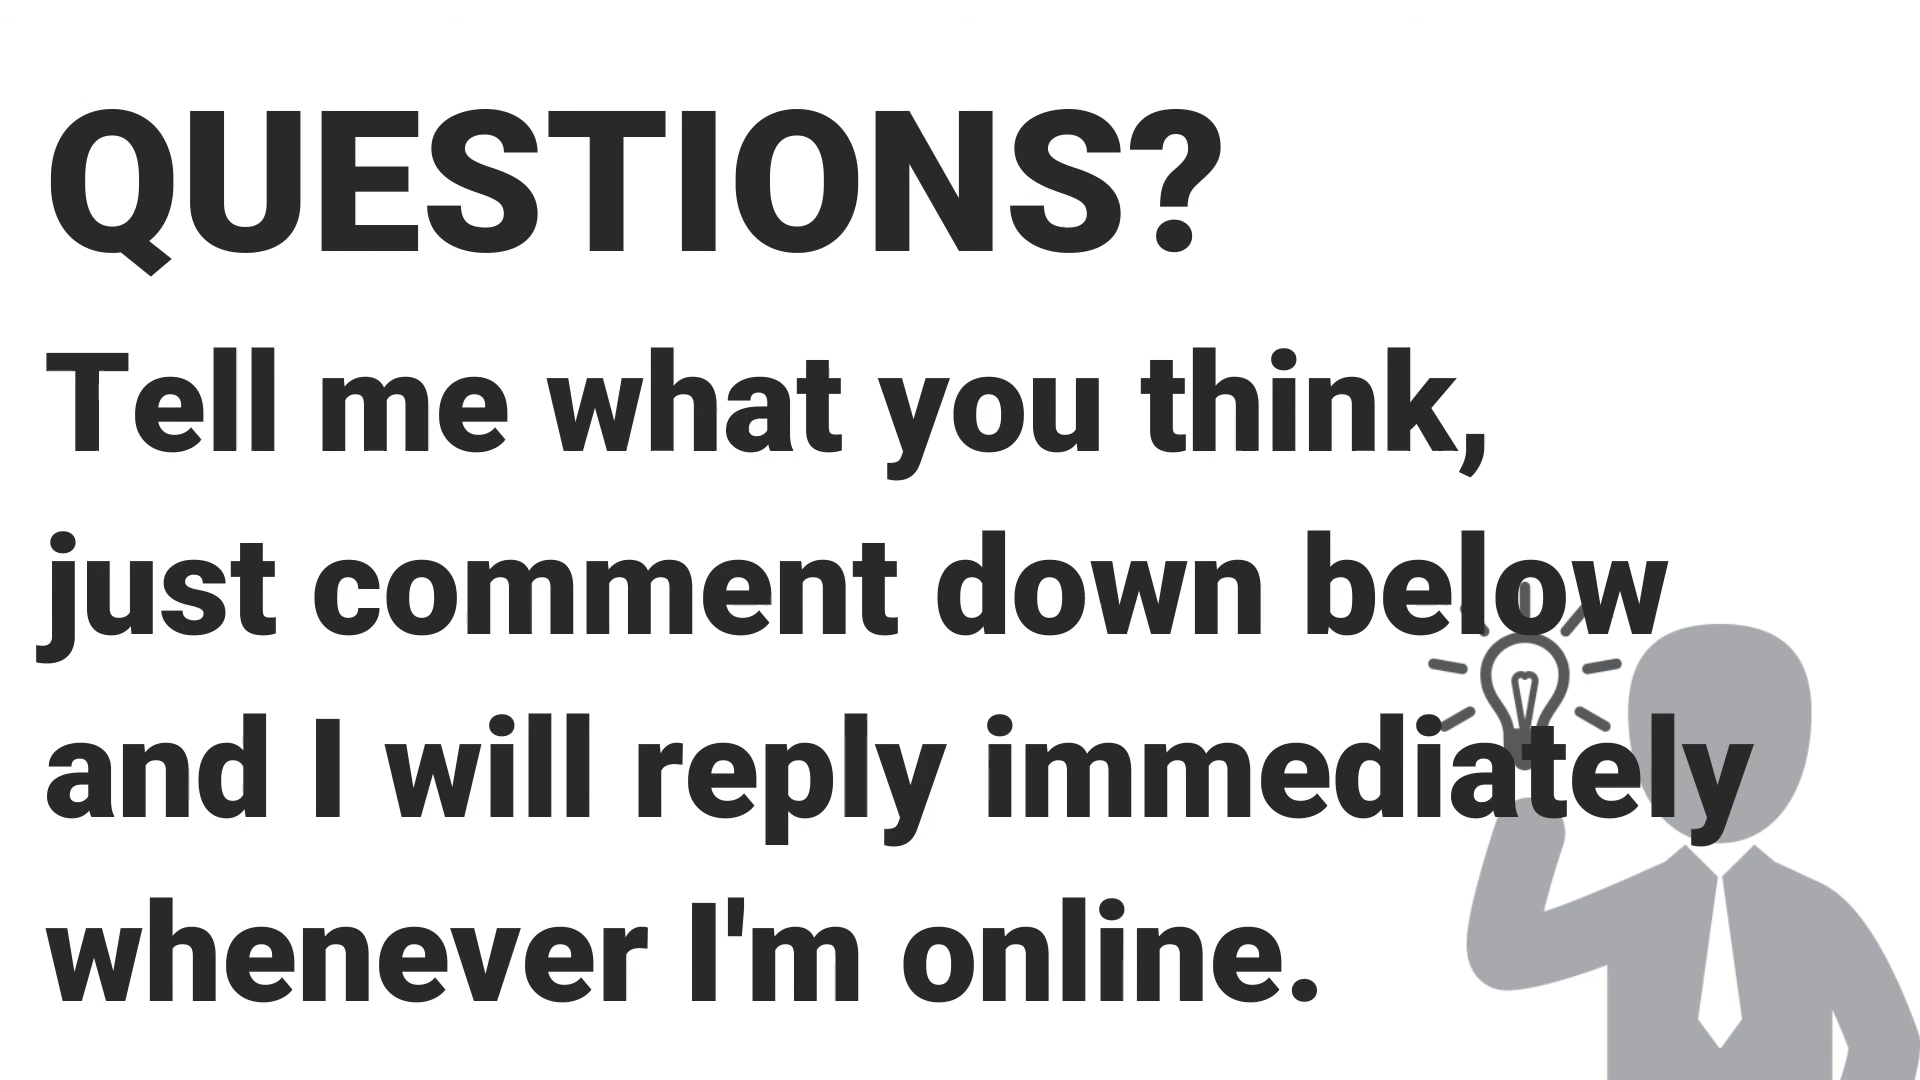 QUESTIONS?
Tell me what you think,
just comment down below
and I will reply immediately
whenever I'm online.